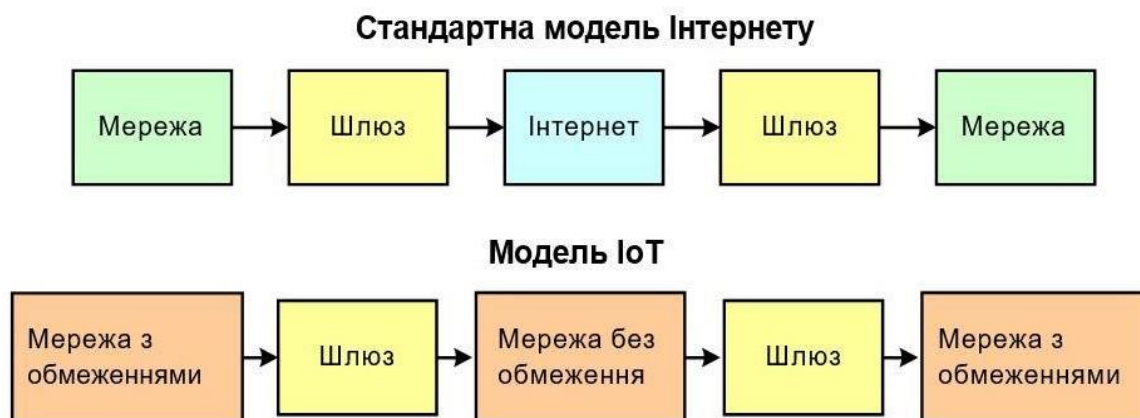 Стандартна модель Інтернету
Мережа
Шлюз
Інтернет
Шлюз
Мережа
Модель IoT
Мережа з
обмеженнями
Шлюз
Мережа без
обмеження
Шлюз
Мережа з
обмеженнями